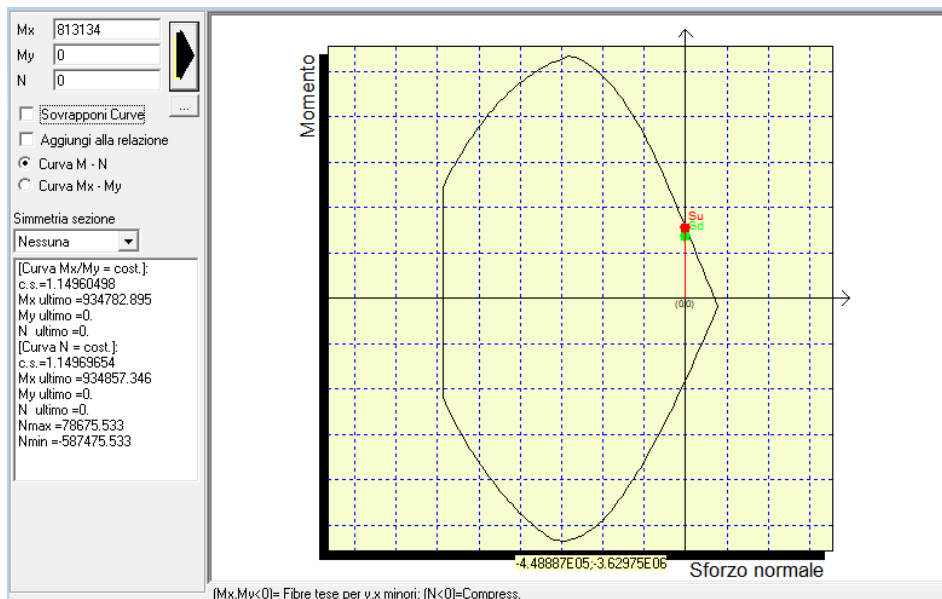 Mx 813134
My 0
N 0
...
Sovrapponi Curve
Aggiungi alla relazione
Curva M - N
Curva Mx - My
Simmetria sezione
Nessuna
[Curva Mx/My = cost.]:
c.s.=1.14960498
Mx ultimo =934782.895
My ultimo =0.
N ultimo =0.
[Curva N = cost.]:
c.s.=1.14969654
Mx ultimo =934857.346
My ultimo =0.
N ultimo =0.
Nmax =78675.533
Nmin =-587475.533
Momento
Su
Sd
(0,0)
-4.48887E05;-3.62975E06
Sforzo normale
(Mx,My<0)= Fibre tese per y,x minori; (N<0)=Compress.